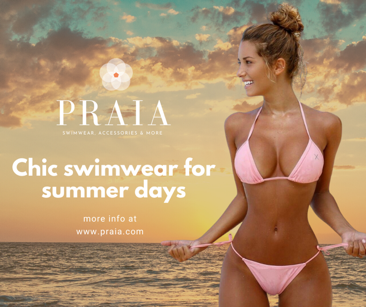 PRAIA
SWIMWEAR, ACCESSORIES & MORE
Chic swimwear for
summer days
more info at
www.praia.com